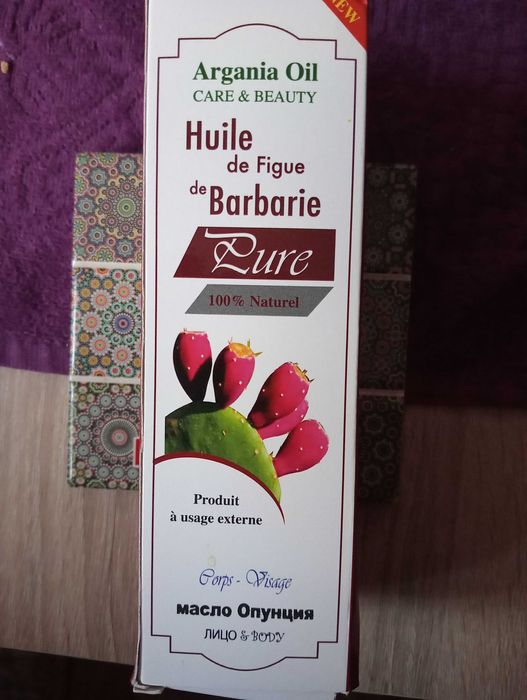 NEW
Argania Oil
CARE & BEAUTY
Huile
de Figue
de Barbarie
Pure
100% Naturel
Produit
à usage externe
Corps - Visage
масло Опунция
ЛИЦО & BODY